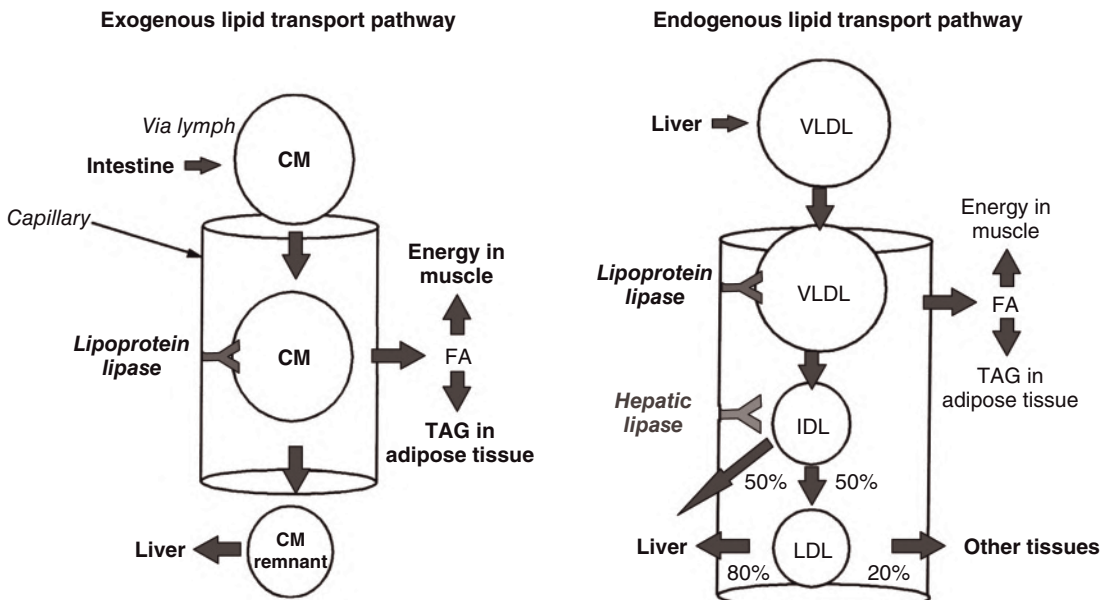 Exogenous lipid transport pathway
Via lymph
CM
Intestine
Capillary
Energy in
muscle
Lipoprotein
lipase
CM
FA
TAG in
adipose tissue
Liver
CM
remnant
Endogenous lipid transport pathway
Liver
VLDL
Energy in
muscle
Lipoprotein
lipase
VLDL
FA
TAG in
adipose tissue
Hepatic
lipase
IDL
50%
50%
Liver
LDL
Other tissues
80%
20%